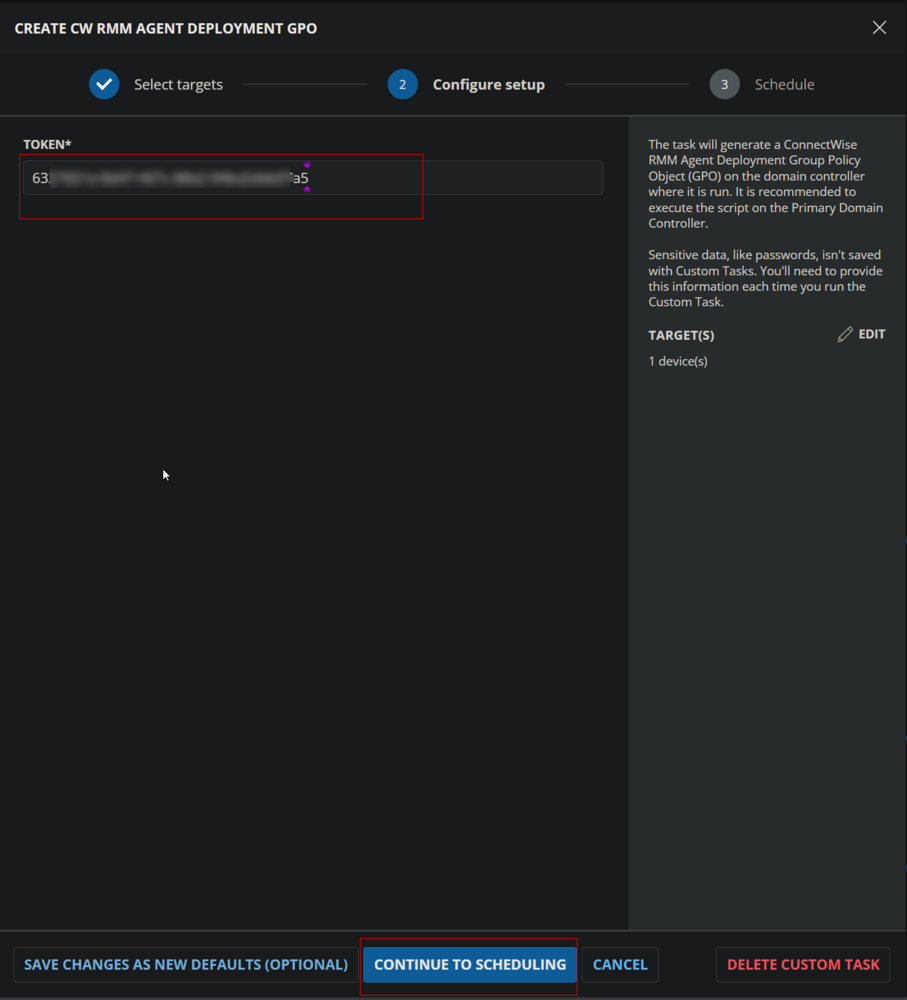 CREATE CW RMM AGENT DEPLOYMENT GPO
Select targets
2
Configure setup
3
Schedule
TOKEN*
The task will generate a ConnectWise
RMM Agent Deployment Group Policy
Object (GPO) on the domain controller
where it is run. It is recommended to
execute the script on the Primary Domain
Controller.
Sensitive data, like passwords, isn't saved
with Custom Tasks. You'll need to provide
this information each time you run the
Custom Task.
TARGET(S)
EDIT
1 device(s)
SAVE CHANGES AS NEW DEFAULTS (OPTIONAL)
CONTINUE TO SCHEDULING
CANCEL
DELETE CUSTOM TASK